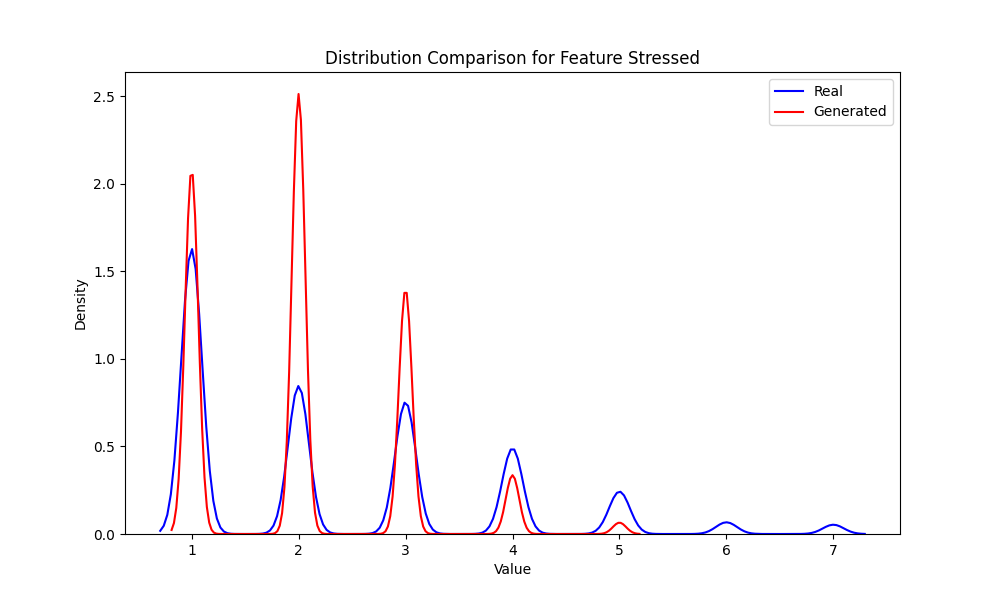 Distribution Comparison for Feature Stressed
Real
Generated
2.5
2.0
1.5
1.0
0.5
0.0
Density
1 2 3 4 5 6 7
Value